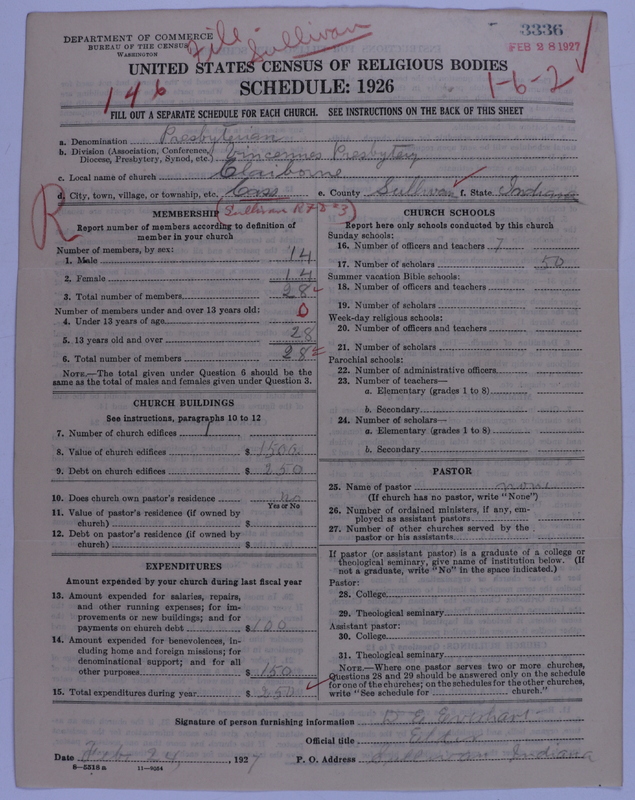 DEPARTMENT OF COMMERCE
BUREAU OF THE CENSUS
WASHINGTON
File
Sullivan
3336
FEB 28 1927
UNITED STATES CENSUS OF RELIGIOUS BODIES
SCHEDULE: 1926
146
1-6-2
FILL OUT A SEPARATE SCHEDULE FOR EACH CHURCH. SEE INSTRUCTIONS ON THE BACK OF THIS SHEET
a. Denomination Presbyterian
b. Division (Association, Conference, Diocese, Presbytery, Synod, etc.) Vincennes Presbytery
c. Local name of church Claiborne
d. City, town, village, or township, etc. Cass e. County Sullivan f. State Indiana
R
Sullivan RFD #3
MEMBERSHIP
Report number of members according to definition of
member in your church
Number of members, by sex:
1. Male 14
2. Female 14
3. Total number of members 28
Number of members under and over 13 years old:
4. Under 13 years of age 0
5. 13 years old and over 28
6. Total number of members 28
NOTE.—The total given under Question 6 should be
same as the total of males and females given under Question 3.
CHURCH BUILDINGS
See instructions, paragraphs 10 to 12
7. Number of church edifices 1
8. Value of church edifices $ 1500
9. Debt on church edifices $ 250
10. Does church own pastor's residence No
Yes or No
11. Value of pastor's residence (if owned by
church) $
12. Debt on pastor's residence (if owned by
church) $
EXPENDITURES
Amount expended by your church during last fiscal year
13. Amount expended for salaries, repairs,
and other running expenses; for im-
provements or new buildings; and for
payments on church debt $ 100
14. Amount expended for benevolences, in-
cluding home and foreign missions; for
denominational support; and for all
other purposes $ 150
15. Total expenditures during year $ 250
CHURCH SCHOOLS
Report here only schools conducted by this church
Sunday schools:
16. Number of officers and teachers 7
17. Number of scholars 50
Summer vacation Bible schools:
18. Number of officers and teachers
19. Number of scholars
Week-day religious schools:
20. Number of officers and teachers
21. Number of scholars
Parochial schools:
22. Number of administrative officers
23. Number of teachers—
a. Elementary (grades 1 to 8)
b. Secondary
24. Number of scholars—
a. Elementary (grades 1 to 8)
b. Secondary
PASTOR
25. Name of pastor none
(If church has no pastor, write "None")
26. Number of ordained ministers, if any, em-
ployed as assistant pastors
27. Number of other churches served by the
pastor or his assistants
If pastor (or assistant pastor) is a graduate of a college or
theological seminary, give name of institution below. (If
not a graduate, write "No" in the space indicated.)
Pastor:
28. College
29. Theological seminary
Assistant pastor:
30. College
31. Theological seminary
NOTE.—Where one pastor serves two or more churches,
Questions 28 and 29 should be answered only on the schedule
for one of the churches; on the schedules for the other churches,
write "See schedule for church."
Signature of person furnishing information
Official title Elder
Date Feb 24, 1927 P. O. Address Sullivan Indiana
8-5518a 11-9064